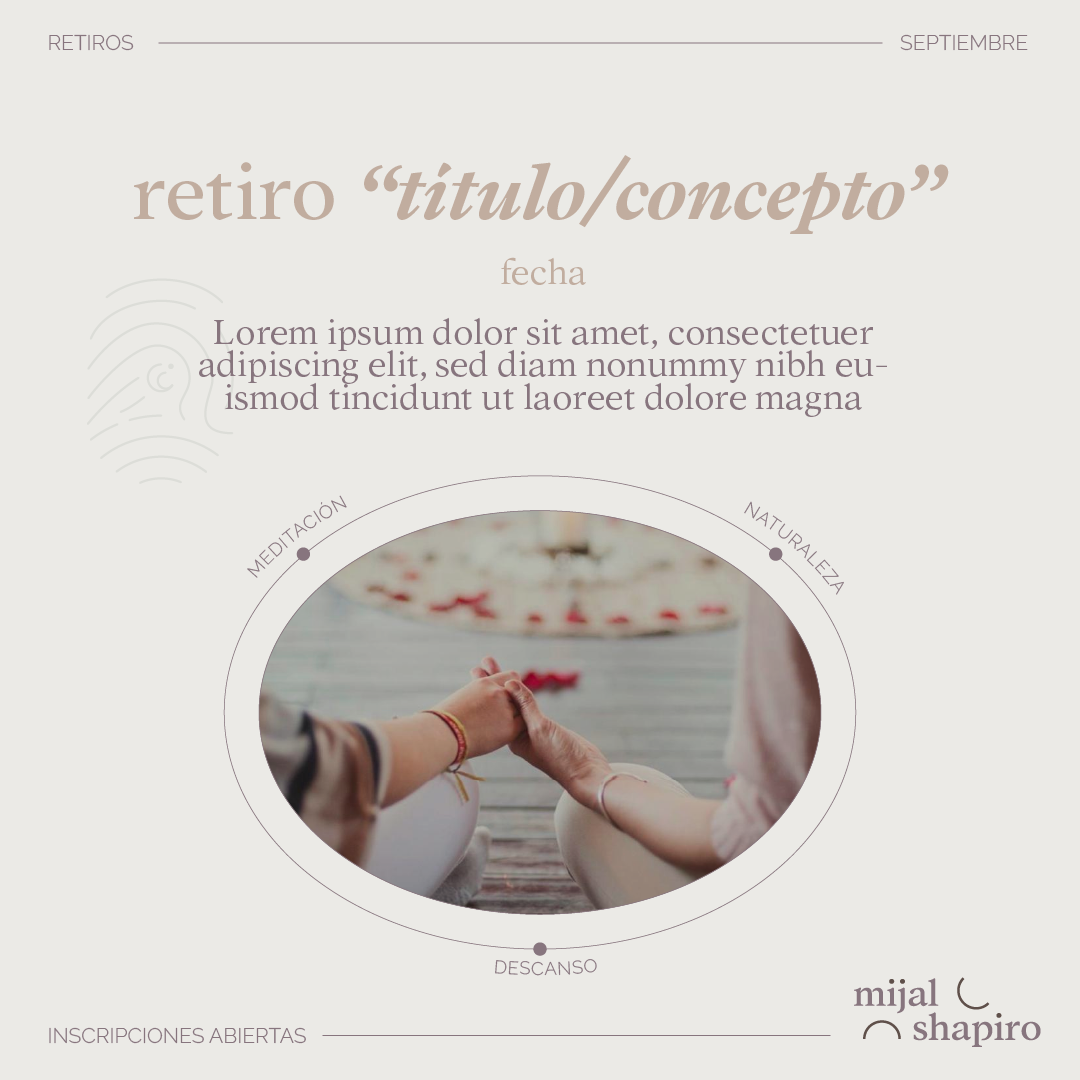 RETIROS
SEPTIEMBRE
retiro “título/concepto”
fecha
Lorem ipsum dolor sit amet, consectetuer
adipiscing elit, sed diam nonummy nibh eu-
ismod tincidunt ut laoreet dolore magna
MEDITACIÓN
NATURALEZA
DESCANSO
INSCRIPCIONES ABIERTAS
mijal
shapiro